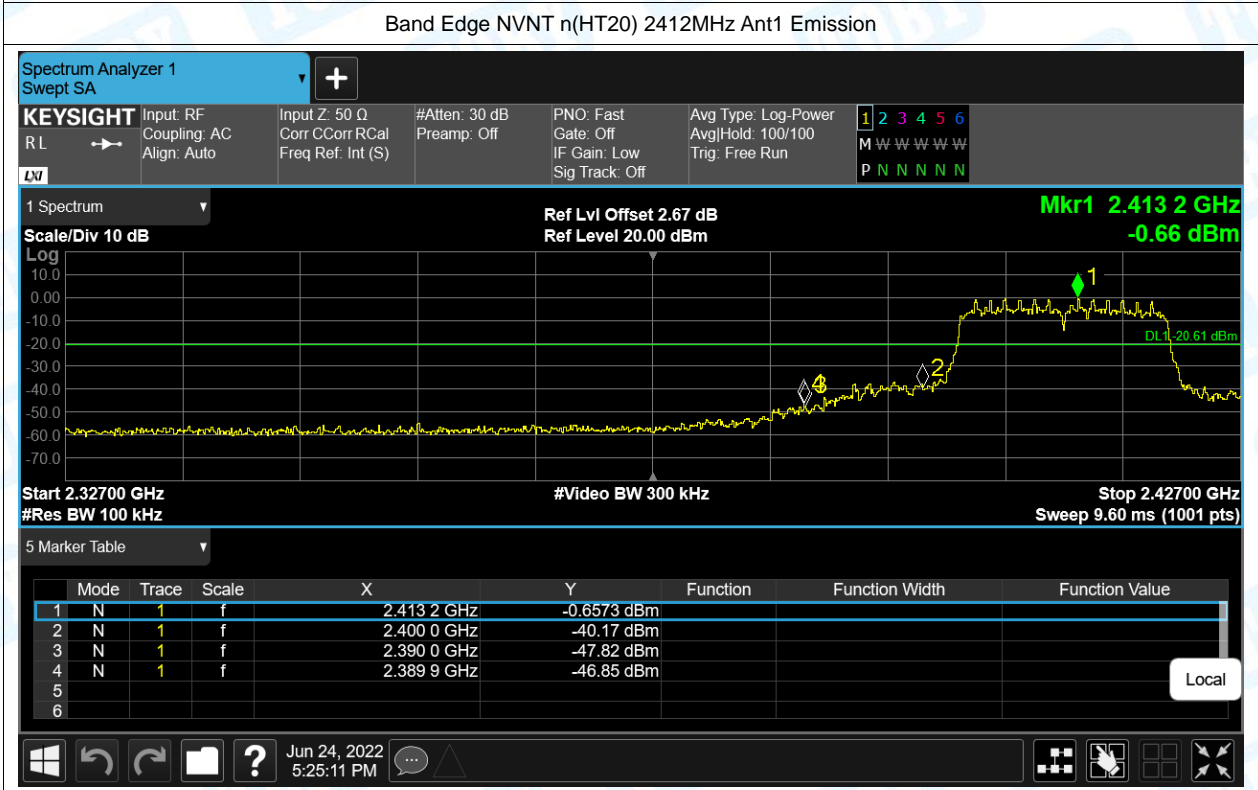 Band Edge NVNT n(HT20) 2412MHz Ant1 Emission
Spectrum Analyzer 1
Swept SA
KEYSIGHT Input: RF Input Z: 50 Ω #Atten: 30 dB PNO: Fast Avg Type: Log-Power 1 2 3 4 5 6
RL Coupling: AC Corr CCorr RCal Preamp: Off Gate: Off Avg|Hold: 100/100 M W W W W W
Align: Auto Freq Ref: Int (S) IF Gain: Low Trig: Free Run
LXI Sig Track: Off P N N N N N
1 Spectrum Ref Lvl Offset 2.67 dB Mkr1 2.413 2 GHz
Scale/Div 10 dB Ref Level 20.00 dBm -0.66 dBm
Log
10.0
1
0.00
-10.0
DL1 -20.61 dBm
-20.0
-30.0
2
-40.0
4
-50.0
-60.0
-70.0
Start 2.32700 GHz #Video BW 300 kHz Stop 2.42700 GHz
#Res BW 100 kHz Sweep 9.60 ms (1001 pts)
5 Marker Table
Mode Trace Scale X Y Function Function Width Function Value
1 N 1 f 2.413 2 GHz -0.6573 dBm
2 N 1 f 2.400 0 GHz -40.17 dBm
3 N 1 f 2.390 0 GHz -47.82 dBm
4 N 1 f 2.389 9 GHz -46.85 dBm
5
6
Local
? Jun 24, 2022
5:25:11 PM